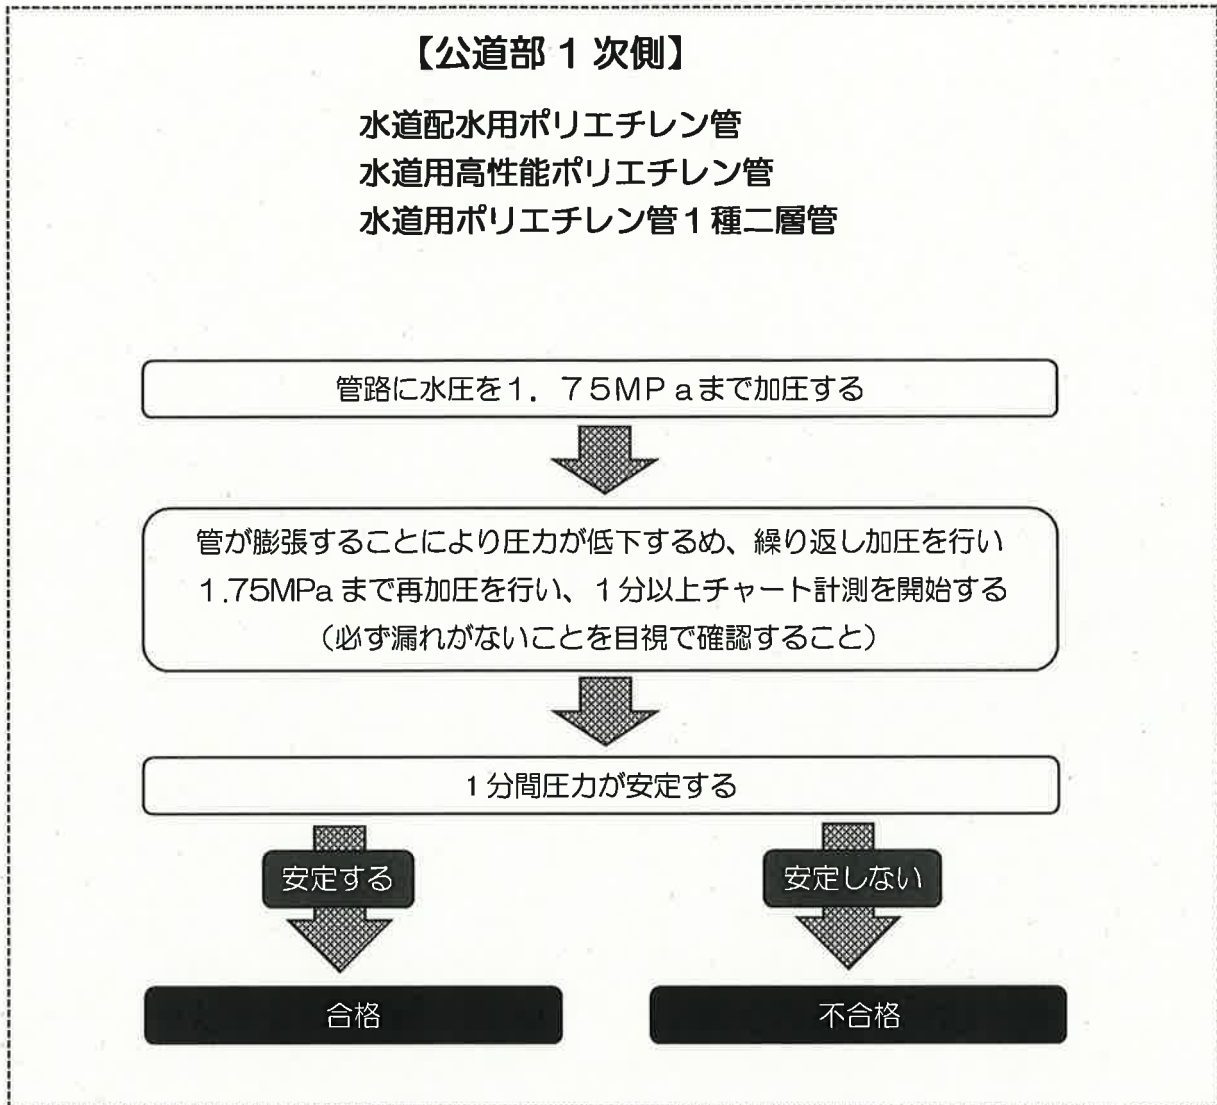 【公道部1次側】
水道配水用ポリエチレン管
水道用高性能ポリエチレン管
水道用ポリエチレン管1種二層管
管路に水圧を1．75MPaまで加圧する
管が膨張することにより圧力が低下するめ、繰り返し加圧を行い
1.75MPaまで再加圧を行い、1分以上チャート計測を開始する
（必ず漏れがないことを目視で確認すること）
1分間圧力が安定する
安定する
安定しない
合格
不合格